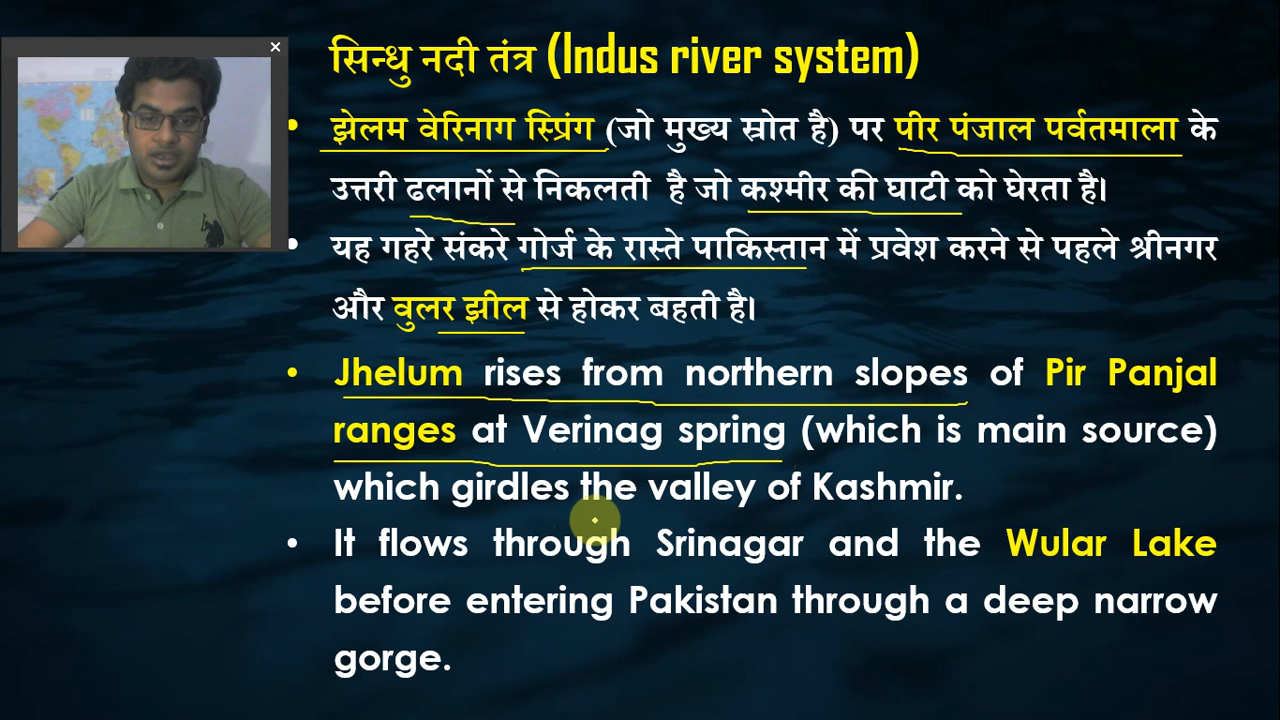 सिन्धु नदी तंत्र (Indus river system)
• झेलम वेरिनाग स्प्रिंग (जो मुख्य स्रोत है) पर पीर पंजाल पर्वतमाला के
उत्तरी ढलानों से निकलती है जो कश्मीर की घाटी को घेरता है।
• यह गहरे संकरे गोर्ज के रास्ते पाकिस्तान में प्रवेश करने से पहले श्रीनगर
और वुलर झील से होकर बहती है।
• Jhelum rises from northern slopes of Pir Panjal
ranges at Verinag spring (which is main source)
which girdles the valley of Kashmir.
• It flows through Srinagar and the Wular Lake
before entering Pakistan through a deep narrow
gorge.